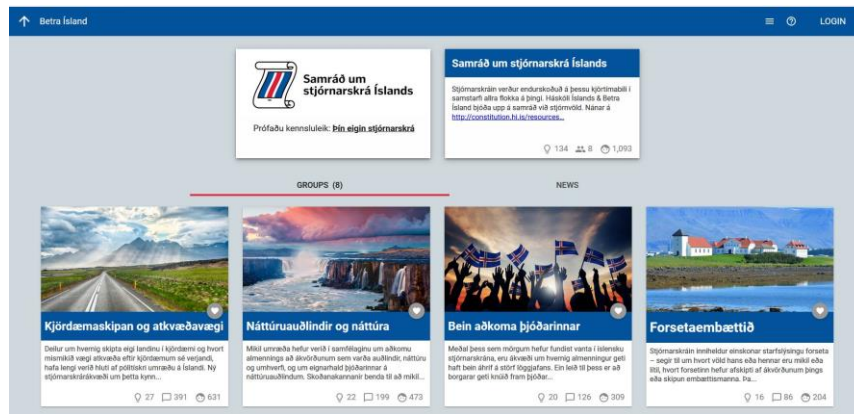 Betra Ísland
LOGIN
Samráð um
stjórnarskrá Íslands
Prófaðu kennsluleik: Þín eigin stjórnarskrá
Samráð um stjórnarskrá Íslands
Stjórnarskráin verður endurskoðuð á þessu kjörtímabili í
samstarfi allra flokka á þingi. Háskóli Íslands & Betra
Ísland bjóða upp á samráð við stjórnvöld. Nánar á
http://constitution.hi.is/resources...
134 8 1,093
GROUPS (8)
NEWS
Kjördæmaskipan og atkvæðavægi
Deilur um hvernig skipta eigi landinu í kjördæmi og hvort
mismikið vægi atkvæða eftir kjördæmum sé verjandi,
hafa lengi verið hluti af pólitískri umræðu á Íslandi. Ný
stjórnarskrárákvæði um þetta kynn...
27 391 631
Náttúruauðlindir og náttúra
Mikil umræða hefur verið í samfélaginu um aðkomu
almennings að ákvörðunum sem varða auðlindir, náttúru
og umhverfi, og um eignarhald þjóðarinnar á
náttúruauðlindum. Skoðanakannanir benda til að mikil...
22 199 473
Bein aðkoma þjóðarinnar
Meðal þess sem mörgum hefur fundist vanta í íslensku
stjórnarskrána, eru ákvæði um hvernig almenningur geti
haft bein áhrif á störf löggjafans. Ein leið til þess er að
borgarar geti knúið fram þjóðar...
20 126 309
Forsetaembættið
Stjórnarskráin inniheldur einskonar starfslýsingu forseta
– segir til um hvort völd hans eða hennar eru mikil eða
lítil, hvort forsetinn hefur afskipti af ákvörðunum þings
eða skipun embættismanna. Þa...
16 86 204